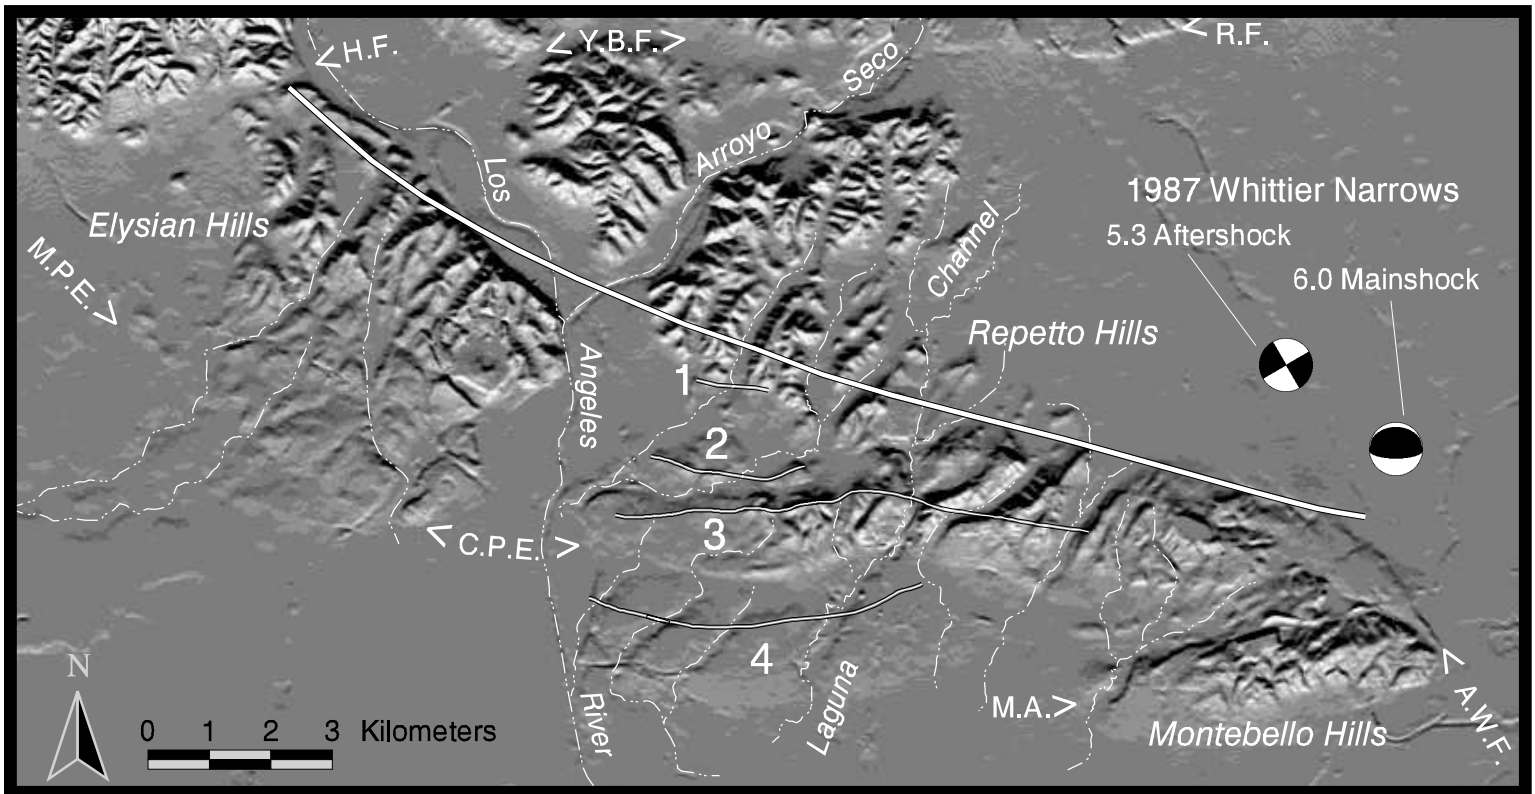 < H.F.
< Y.B.F. >
< R.F.
Seco
Arroyo
Los
1987 Whittier Narrows
5.3 Aftershock
6.0 Mainshock
Elysian Hills
M.P.E. >
Channel
Repetto Hills
Angeles
1
2
3
< C.P.E. >
4
N
Laguna
River
M.A. >
< A.W.F.
Montebello Hills
0 1 2 3 Kilometers